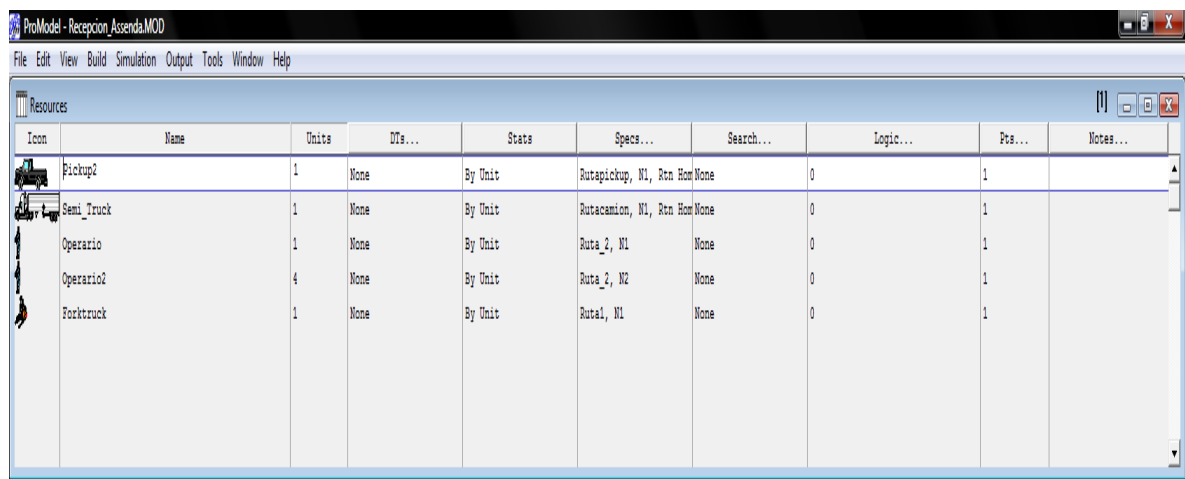 ProModel - Recepcion_Assenda.MOD
File Edit View Build Simulation Output Tools Window Help
Resources [1]
Icon Name Units DTs... Stats Specs... Search... Logic... Pts... Notes...
Pickup2 1 None By Unit Rutapickup, N1, Rtn Hom None 0 1
Semi_Truck 1 None By Unit Rutacamion, N1, Rtn Hom None 0 1
Operario 1 None By Unit Ruta_2, N1 None 0 1
Operario2 4 None By Unit Ruta_2, N2 None 0 1
Forktruck 1 None By Unit Ruta1, N1 None 0 1